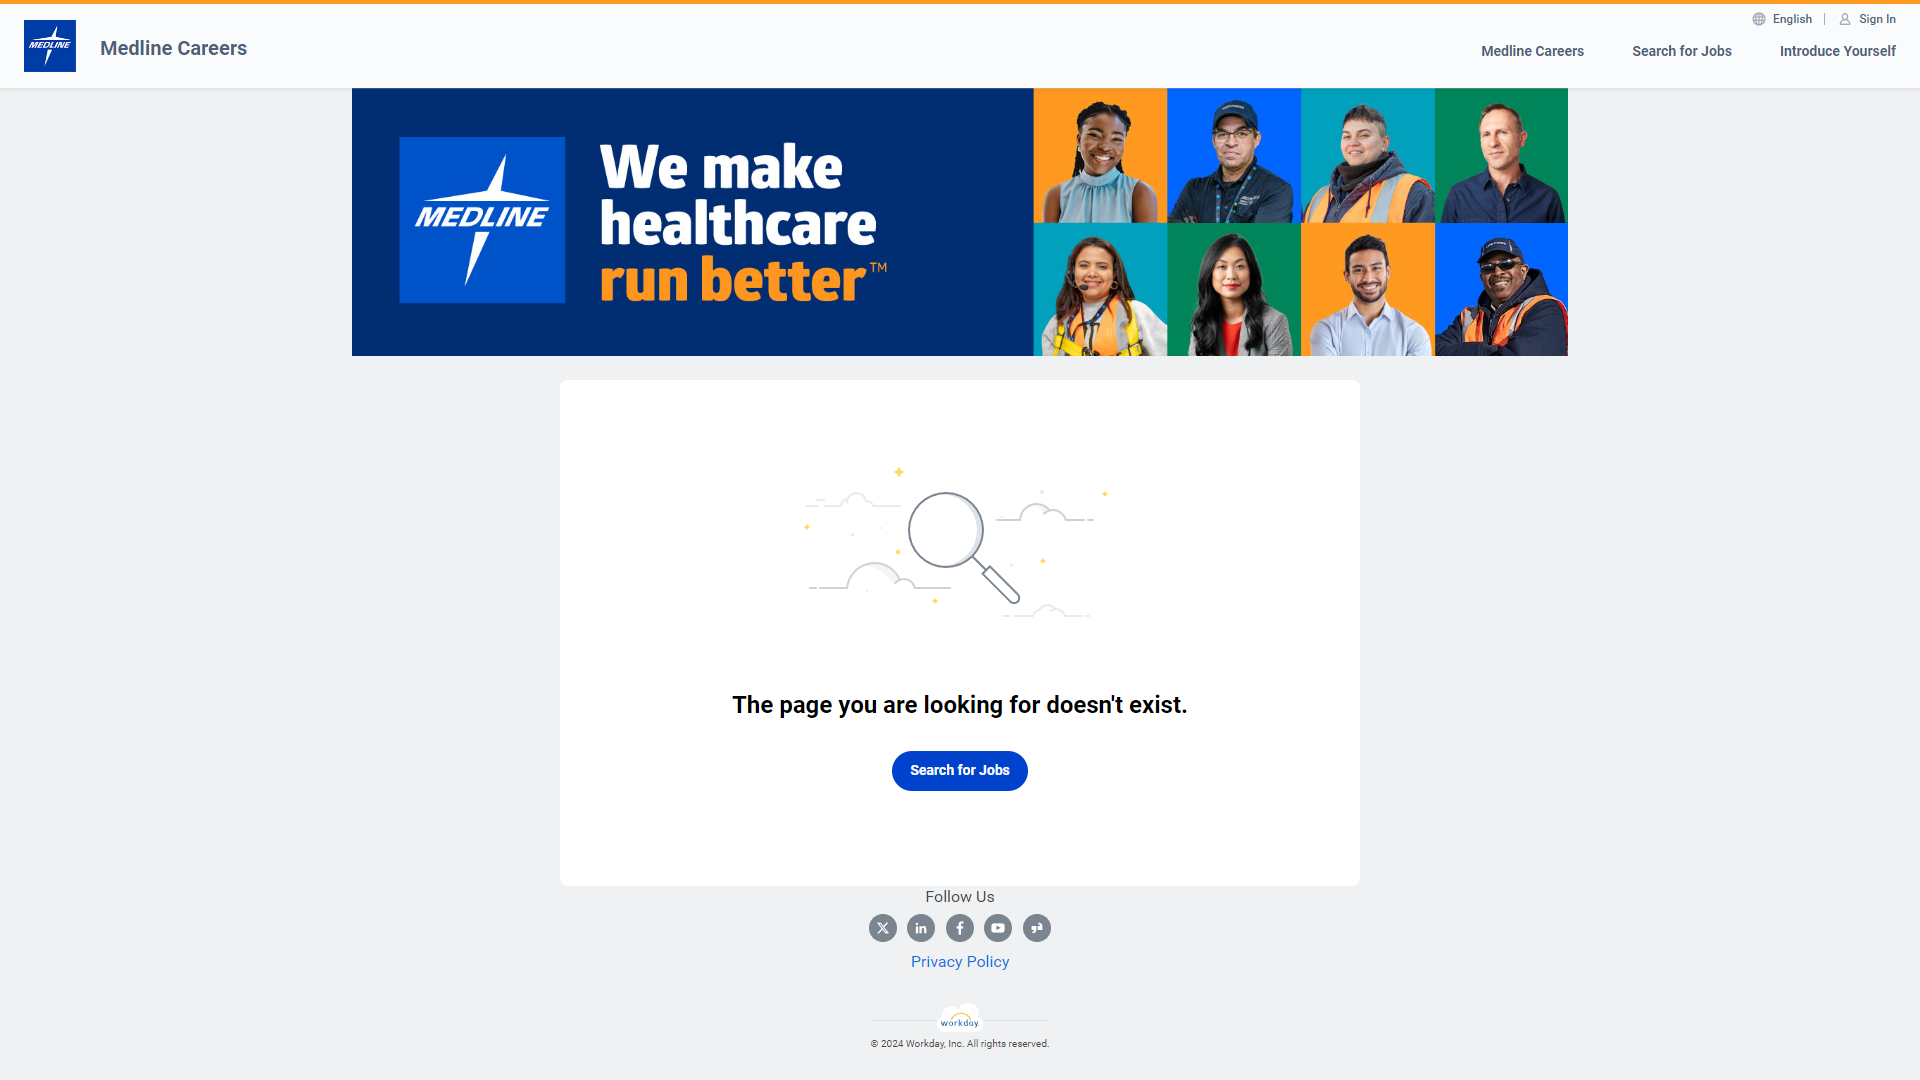 English
Sign In
MEDLINE
Medline Careers
Medline Careers
Search for Jobs
Introduce Yourself
MEDLINE
We make
healthcare
run better™
The page you are looking for doesn't exist.
Search for Jobs
Follow Us
Privacy Policy
workday.
© 2024 Workday, Inc. All rights reserved.